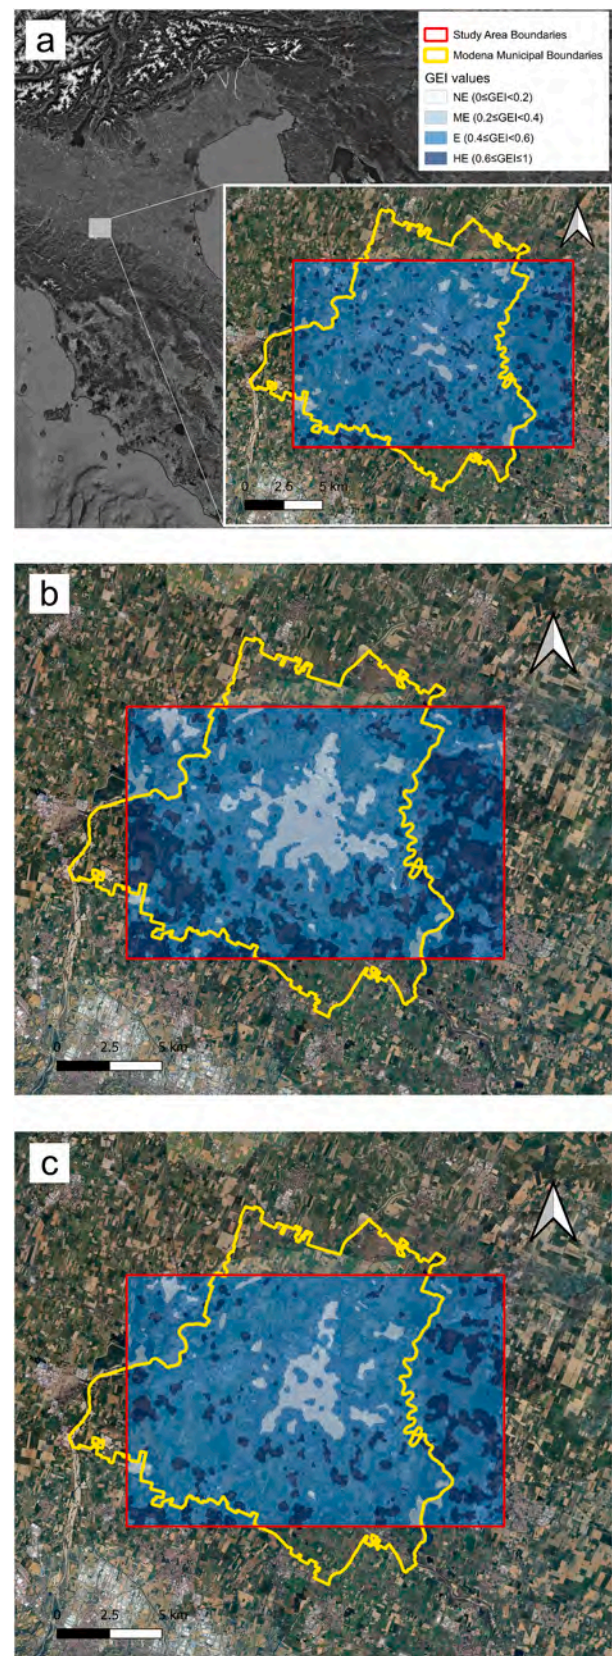 a
Study Area Boundaries
Modena Municipal Boundaries
GEI values
NE (0≤GEI<0.2)
ME (0.2≤GEI<0.4)
E (0.4≤GEI<0.6)
HE (0.6≤GEI≤1)
0 2.5 5 km
b
0 2.5 5 km
c
0 2.5 5 km